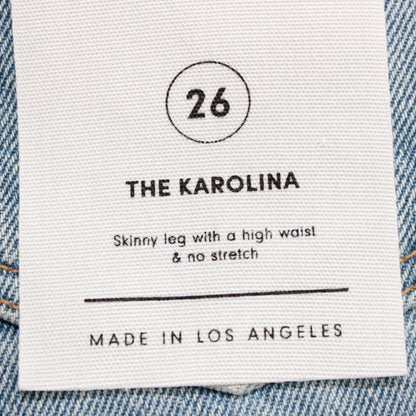 26
THE KAROLINA
Skinny leg with a high waist
& no stretch
MADE IN LOS ANGELES